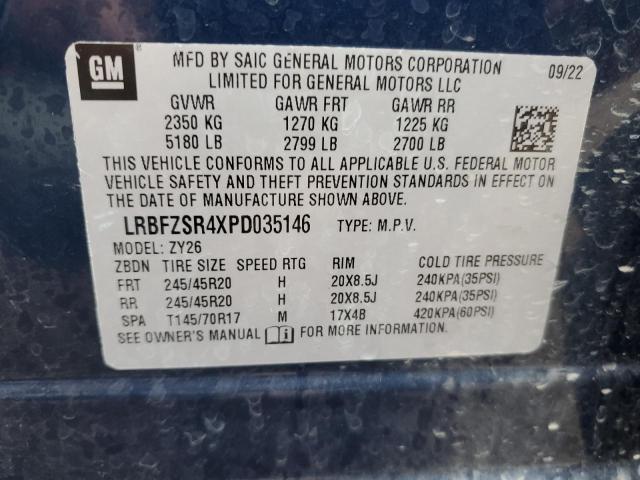 GM
MFD BY SAIC GENERAL MOTORS CORPORATION 09/22
LIMITED FOR GENERAL MOTORS LLC
GVWR GAWR FRT GAWR RR
2350 KG 1270 KG 1225 KG
5180 LB 2799 LB 2700 LB
THIS VEHICLE CONFORMS TO ALL APPLICABLE U.S. FEDERAL MOTOR
VEHICLE SAFETY AND THEFT PREVENTION STANDARDS IN EFFECT ON
THE DATE OF MANUFACTURE SHOWN ABOVE.
LRBFZSR4XPD035146 TYPE: M.P.V.
MODEL: ZY26
ZBDN TIRE SIZE SPEED RTG RIM COLD TIRE PRESSURE
FRT 245/45R20 H 20X8.5J 240KPA(35PSI)
RR 245/45R20 H 20X8.5J 240KPA(35PSI)
SPA T145/70R17 M 17X4B 420KPA(60PSI)
SEE OWNER'S MANUAL FOR MORE INFORMATION